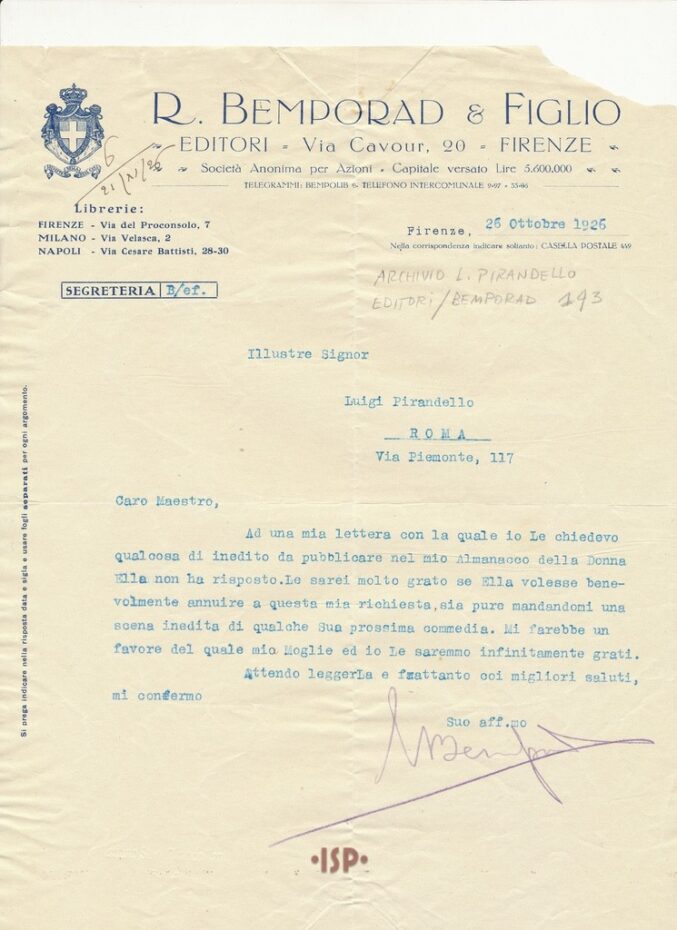 R. BEMPORAD & FIGLIO
EDITORI - Via Cavour, 20 - FIRENZE
Società Anonima per Azioni - Capitale versato Lire 5.600.000
TELEGRAMMI: BEMPOLIB - TELEFONO INTERCOMUNALE 2-97 - 35-46
6
21/XI/26
Librerie:
FIRENZE - Via del Proconsolo, 7
MILANO - Via Velasca, 2
NAPOLI - Via Cesare Battisti, 28-30
Firenze, 26 Ottobre 1926
Nella corrispondenza indicare soltanto: CASELLA POSTALE 449
ARCHIVIO L. PIRANDELLO
EDITORI/BEMPORAD 193
SEGRETERIA B/ef.
Illustre Signor
Luigi Pirandello
ROMA
Via Piemonte, 117
Caro Maestro,
Ad una mia lettera con la quale io Le chiedevo
qualcosa di inedito da pubblicare nel mio Almanacco della Donna
Ella non ha risposto.Le sarei molto grato se Ella volesse bene-
volmente annuire a questa mia richiesta,sia pure mandandomi una
scena inedita di qualche Sua prossima commedia. Mi farebbe un
favore del quale mia Moglie ed io Le saremmo infinitamente grati.
Attendo leggerLa e frattanto coi migliori saluti,
mi confermo
Suo aff.mo
Si prega indicare nella risposta data e sigla e usare fogli separati per ogni argomento.
•ISP•